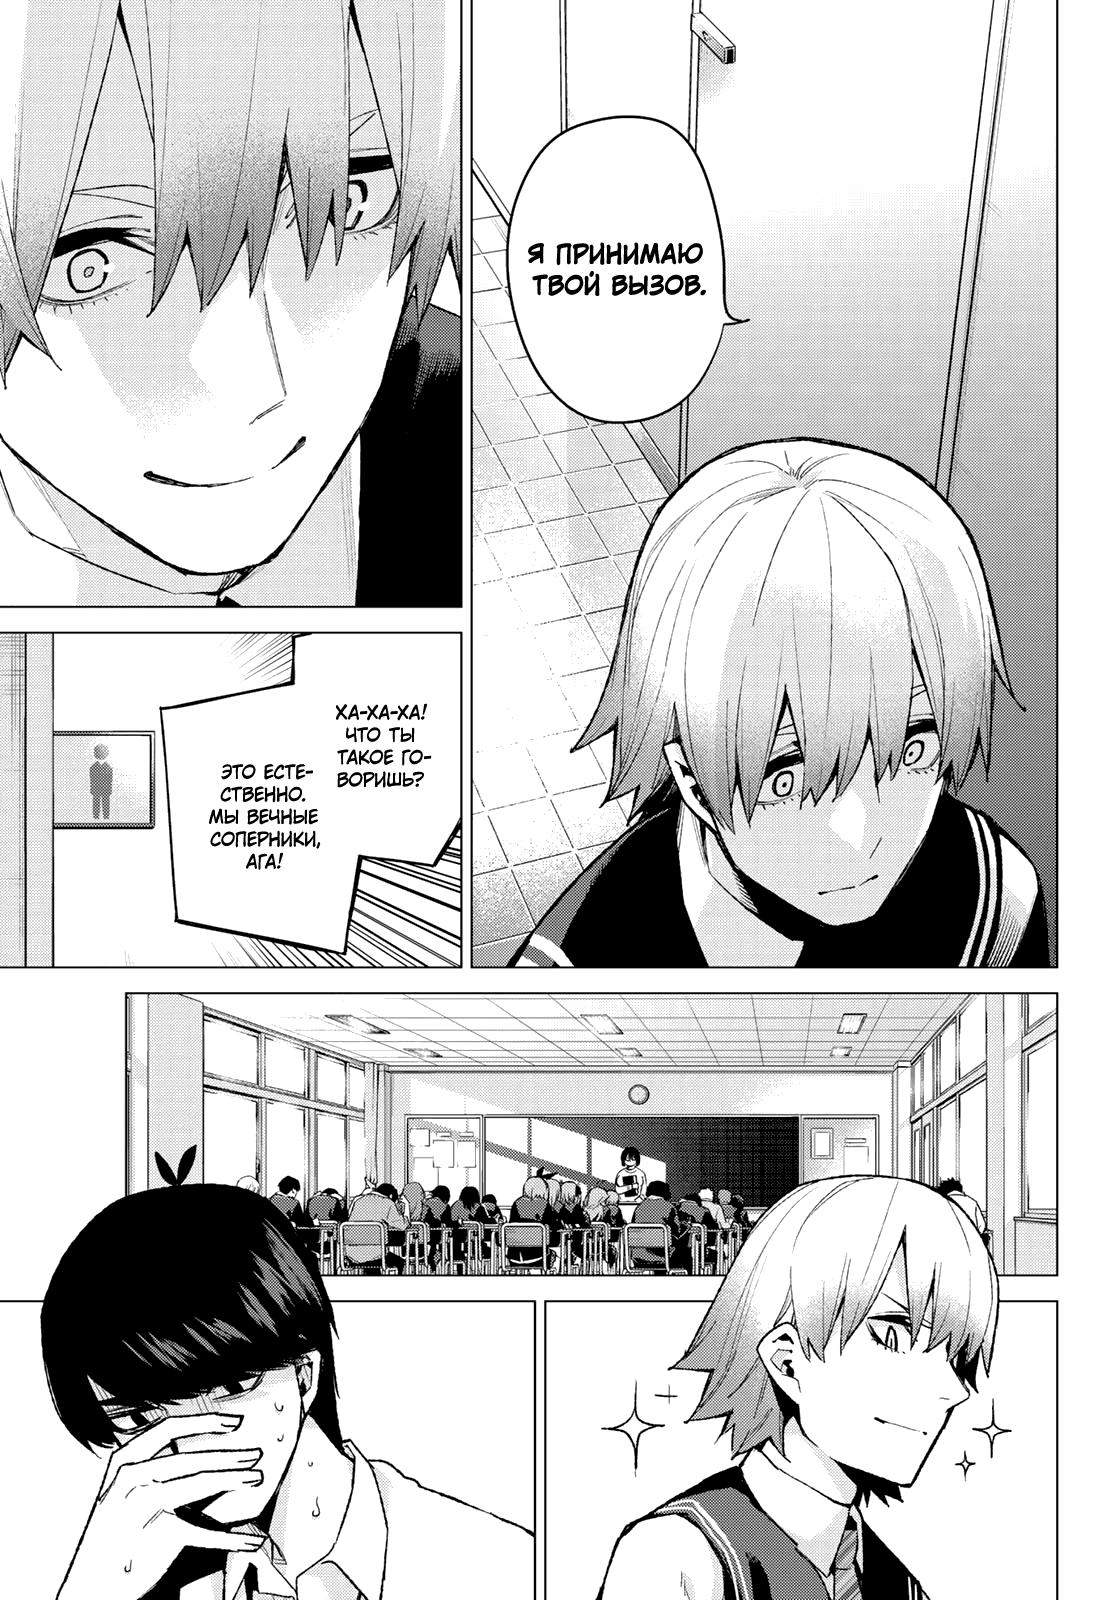 Я ПРИНИМАЮ
ТВОЙ ВЫЗОВ.
ХА-ХА-ХА!
ЧТО ТЫ
ТАКОЕ ГО-
ВОРИШЬ?
ЭТО ЕСТЕ-
СТВЕННО.
МЫ ВЕЧНЫЕ
СОПЕРНИКИ,
АГА!